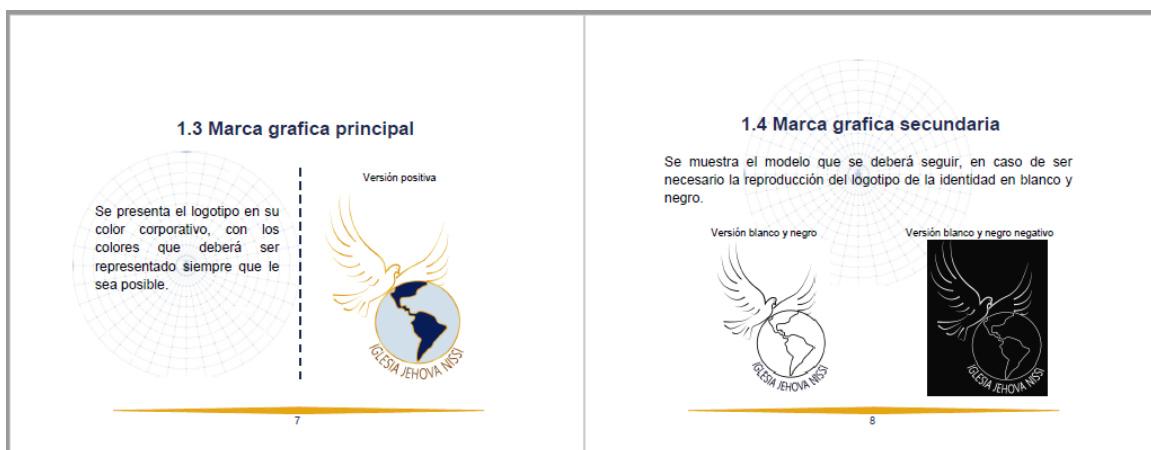 1.3 Marca grafica principal
Versión positiva
Se presenta el logotipo en su
color corporativo, con los
colores que deberá ser
representado siempre que le
sea posible.
IGLESIA JEHOVA NISSI
7
1.4 Marca grafica secundaria
Se muestra el modelo que se deberá seguir, en caso de ser
necesario la reproducción del logotipo de la identidad en blanco y
negro.
Versión blanco y negro
Versión blanco y negro negativo
IGLESIA JEHOVA NISSI
IGLESIA JEHOVA NISSI
8